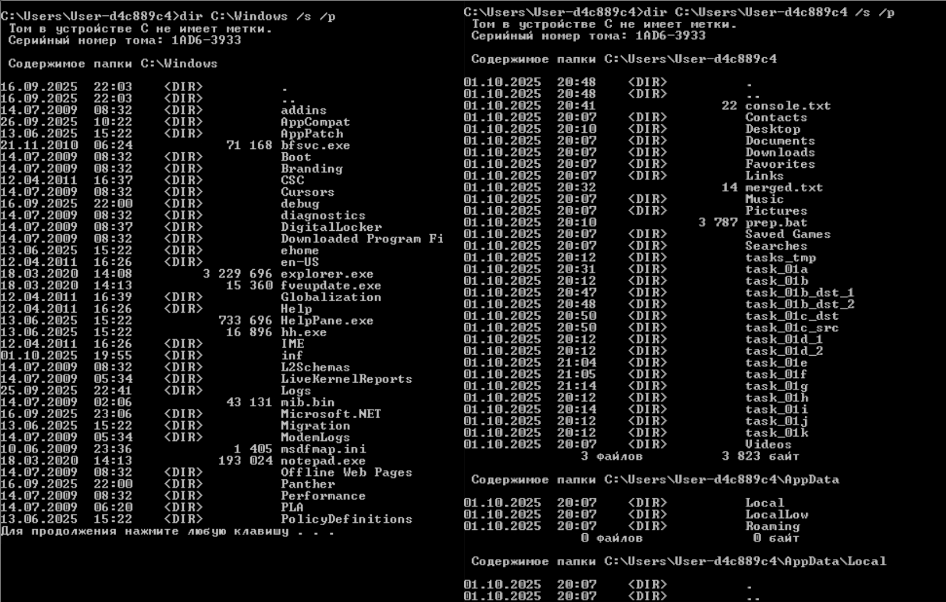 C:\Users\User-d4c889c4>dir C:\Windows /s /p
 Том в устройстве C не имеет метки.
 Серийный номер тома: 1AD6-3933

 Содержимое папки C:\Windows

16.09.2025  22:03    <DIR>          .
16.09.2025  22:03    <DIR>          ..
14.07.2009  08:32    <DIR>          addins
26.09.2025  10:22    <DIR>          AppCompat
13.06.2025  15:22    <DIR>          AppPatch
21.11.2010  06:24            71 168 bfsvc.exe
14.07.2009  08:32    <DIR>          Boot
14.07.2009  08:32    <DIR>          Branding
12.04.2011  16:37    <DIR>          CSC
14.07.2009  08:32    <DIR>          Cursors
16.09.2025  22:00    <DIR>          debug
14.07.2009  08:32    <DIR>          diagnostics
14.07.2009  08:37    <DIR>          DigitalLocker
14.07.2009  08:32    <DIR>          Downloaded Program Fi
13.06.2025  15:22    <DIR>          ehome
12.04.2011  16:26    <DIR>          en-US
18.03.2020  14:08         3 229 696 explorer.exe
18.03.2020  14:13            15 360 fveupdate.exe
12.04.2011  16:39    <DIR>          Globalization
12.04.2011  16:26    <DIR>          Help
13.06.2025  15:22           733 696 HelpPane.exe
13.06.2025  15:22            16 896 hh.exe
12.04.2011  16:26    <DIR>          IME
01.10.2025  19:55    <DIR>          inf
14.07.2009  08:32    <DIR>          L2Schemas
14.07.2009  05:34    <DIR>          LiveKernelReports
25.09.2025  22:41    <DIR>          Logs
14.07.2009  02:06            43 131 mib.bin
16.09.2025  23:06    <DIR>          Microsoft.NET
13.06.2025  15:22    <DIR>          Migration
14.07.2009  05:34    <DIR>          ModemLogs
10.06.2009  23:36             1 405 msdfmap.ini
18.03.2020  14:13           193 024 notepad.exe
14.07.2009  08:32    <DIR>          Offline Web Pages
16.09.2025  22:00    <DIR>          Panther
14.07.2009  08:32    <DIR>          Performance
14.07.2009  06:20    <DIR>          PLA
13.06.2025  15:22    <DIR>          PolicyDefinitions
Для продолжения нажмите любую клавишу . . .

C:\Users\User-d4c889c4>dir C:\Users\User-d4c889c4 /s /p
 Том в устройстве C не имеет метки.
 Серийный номер тома: 1AD6-3933

 Содержимое папки C:\Users\User-d4c889c4

01.10.2025  20:48    <DIR>          .
01.10.2025  20:48    <DIR>          ..
01.10.2025  20:41                22 console.txt
01.10.2025  20:07    <DIR>          Contacts
01.10.2025  20:10    <DIR>          Desktop
01.10.2025  20:07    <DIR>          Documents
01.10.2025  20:07    <DIR>          Downloads
01.10.2025  20:07    <DIR>          Favorites
01.10.2025  20:07    <DIR>          Links
01.10.2025  20:32                14 merged.txt
01.10.2025  20:07    <DIR>          Music
01.10.2025  20:07    <DIR>          Pictures
01.10.2025  20:10             3 787 prep.bat
01.10.2025  20:07    <DIR>          Saved Games
01.10.2025  20:07    <DIR>          Searches
01.10.2025  20:12    <DIR>          tasks_tmp
01.10.2025  20:31    <DIR>          task_01a
01.10.2025  20:12    <DIR>          task_01b
01.10.2025  20:47    <DIR>          task_01b_dst_1
01.10.2025  20:48    <DIR>          task_01b_dst_2
01.10.2025  20:50    <DIR>          task_01c_dst
01.10.2025  20:50    <DIR>          task_01c_src
01.10.2025  20:12    <DIR>          task_01d_1
01.10.2025  20:12    <DIR>          task_01d_2
01.10.2025  21:04    <DIR>          task_01e
01.10.2025  21:05    <DIR>          task_01f
01.10.2025  21:14    <DIR>          task_01g
01.10.2025  20:12    <DIR>          task_01h
01.10.2025  20:14    <DIR>          task_01i
01.10.2025  20:12    <DIR>          task_01j
01.10.2025  20:12    <DIR>          task_01k
01.10.2025  20:07    <DIR>          Videos
               3 файлов          3 823 байт

 Содержимое папки C:\Users\User-d4c889c4\AppData

01.10.2025  20:07    <DIR>          Local
01.10.2025  20:07    <DIR>          LocalLow
01.10.2025  20:07    <DIR>          Roaming
               0 файлов              0 байт

 Содержимое папки C:\Users\User-d4c889c4\AppData\Local

01.10.2025  20:07    <DIR>          .
01.10.2025  20:07    <DIR>          ..